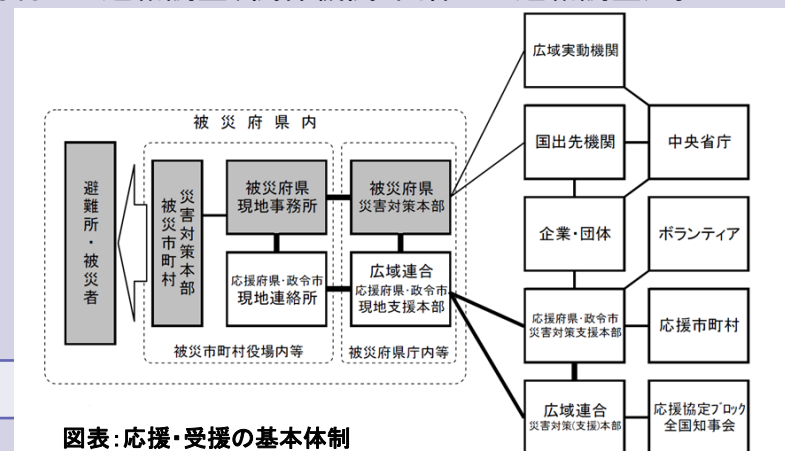 広域実動機関
被災府県内
国出先機関
中央省庁
避難所・被災者
被災市町村
災害対策本部
被災府県
現地事務所
被災府県
災害対策本部
企業・団体
ボランティア
応援府県・政令市
現地連絡所
広域連合
応援府県・政令市
現地支援本部
応援府県・政令市
災害対策支援本部
応援市町村
被災市町村役場内等
被災府県庁内等
広域連合
災害対策(支援)本部
応援協定ブロック
全国知事会
図表:応援・受援の基本体制